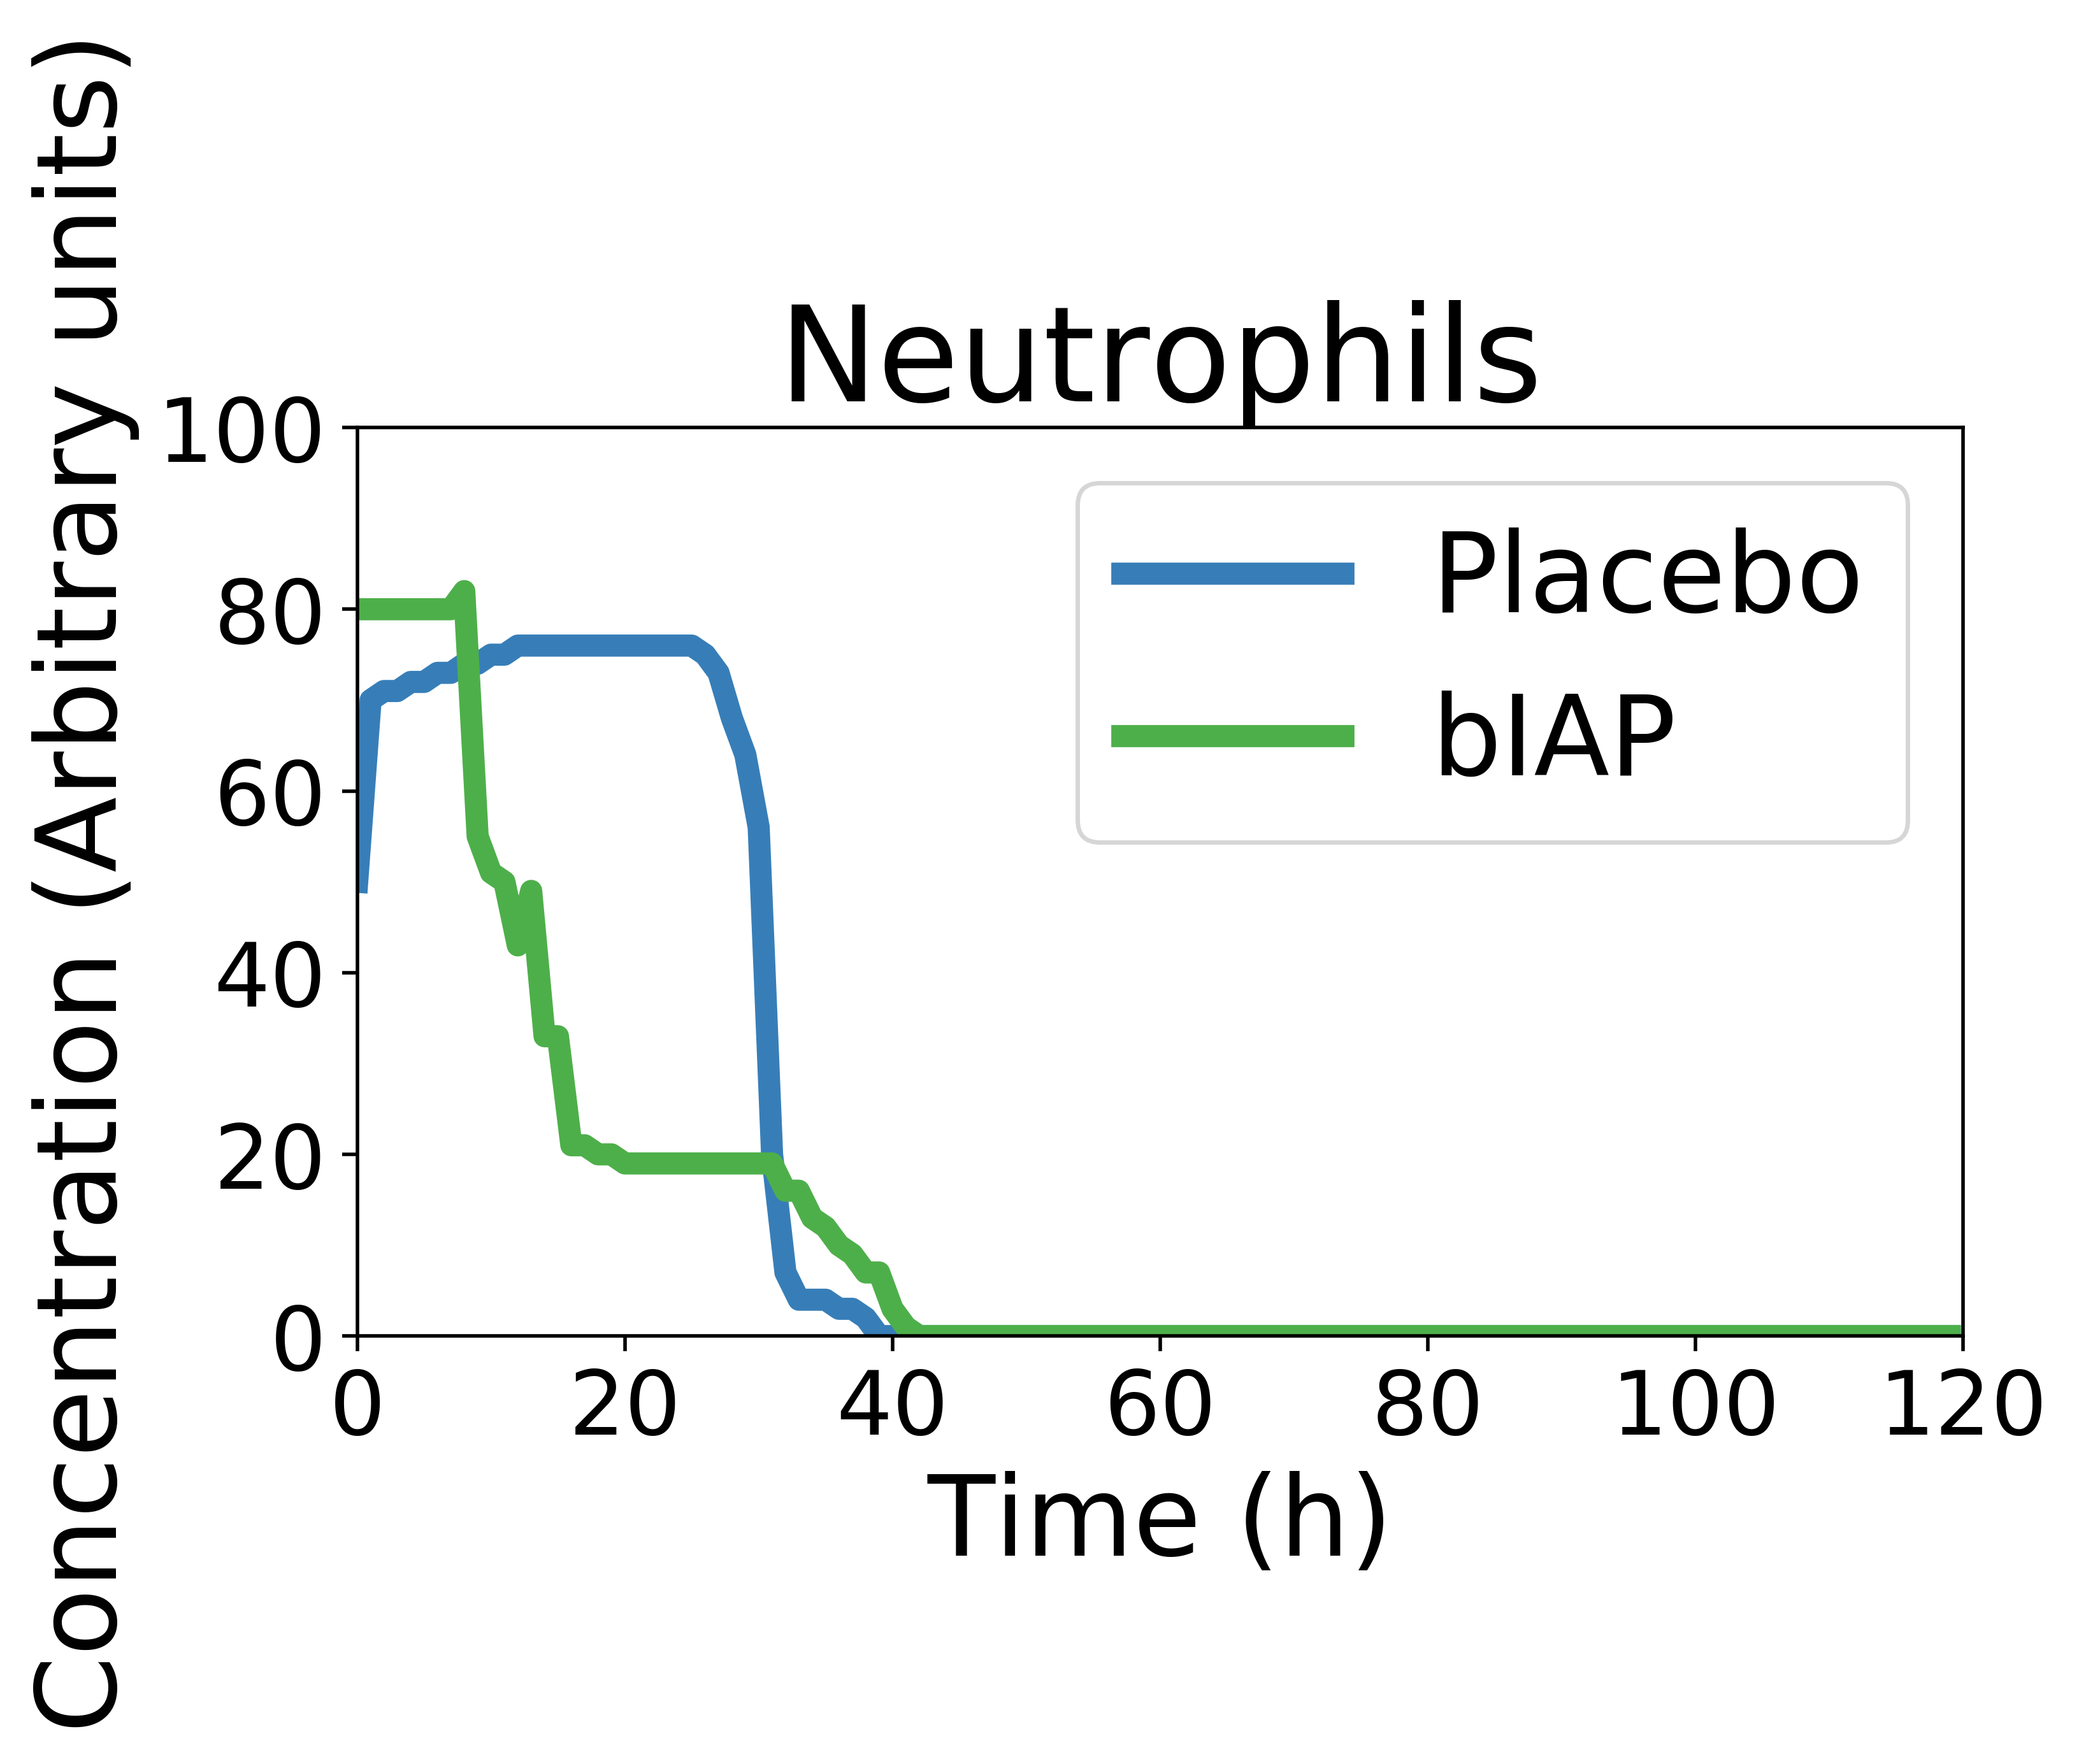 Neutrophils
Concentration (Arbitrary units)
100
80
60
40
20
0
Placebo
bIAP
0 20 40 60 80 100 120
Time (h)